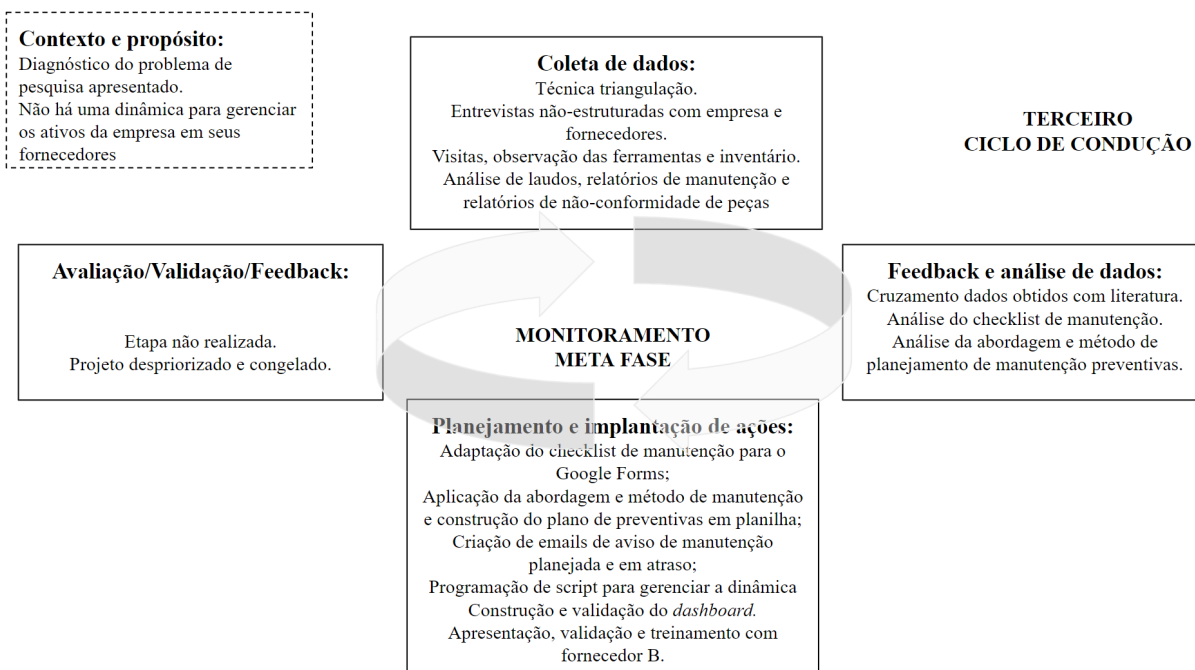 Contexto e propósito:
Diagnóstico do problema de
pesquisa apresentado.
Não há uma dinâmica para gerenciar
os ativos da empresa em seus
fornecedores
Coleta de dados:
Técnica triangulação.
Entrevistas não-estruturadas com empresa e
fornecedores.
Visitas, observação das ferramentas e inventário.
Análise de laudos, relatórios de manutenção e
relatórios de não-conformidade de peças
TERCEIRO
CICLO DE CONDUÇÃO
Avaliação/Validação/Feedback:
Etapa não realizada.
Projeto despriorizado e congelado.
MONITORAMENTO
META FASE
Feedback e análise de dados:
Cruzamento dados obtidos com literatura.
Análise do checklist de manutenção.
Análise da abordagem e método de
planejamento de manutenção preventivas.
Planejamento e implantação de ações:
Adaptação do checklist de manutenção para o
Google Forms;
Aplicação da abordagem e método de manutenção
e construção do plano de preventivas em planilha;
Criação de emails de aviso de manutenção
planejada e em atraso;
Programação de script para gerenciar a dinâmica
Construção e validação do dashboard.
Apresentação, validação e treinamento com
fornecedor B.